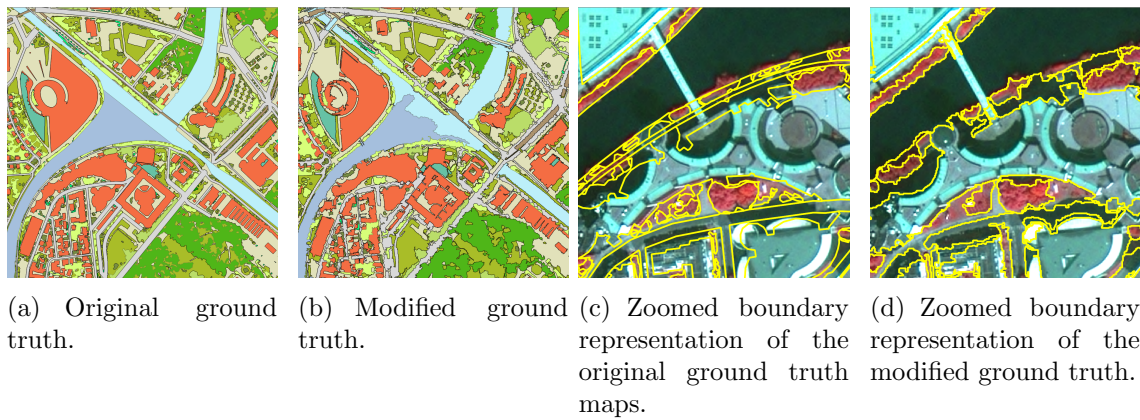 (a) Original ground
truth.
(b) Modified ground
truth.
(c) Zoomed boundary
representation of the
original ground truth
maps.
(d) Zoomed boundary
representation of the
modified ground truth.